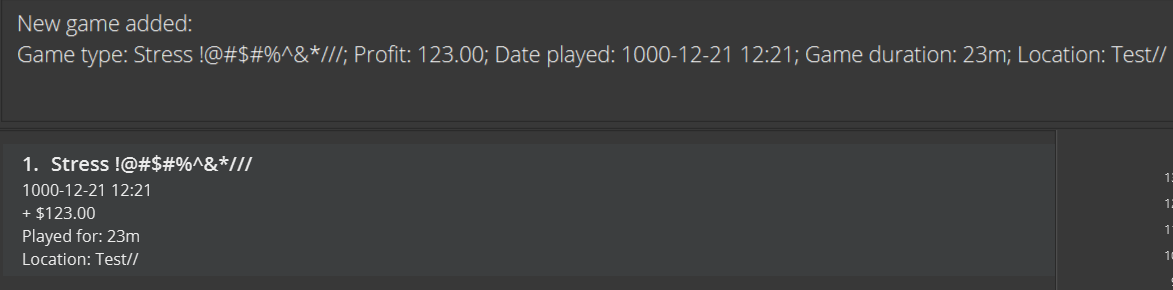 New game added:
Game type: Stress !@#$#%^&*///; Profit: 123.00; Date played: 1000-12-21 12:21; Game duration: 23m; Location: Test//
1. Stress !@#$#%^&*///
1000-12-21 12:21
+ $123.00
Played for: 23m
Location: Test//